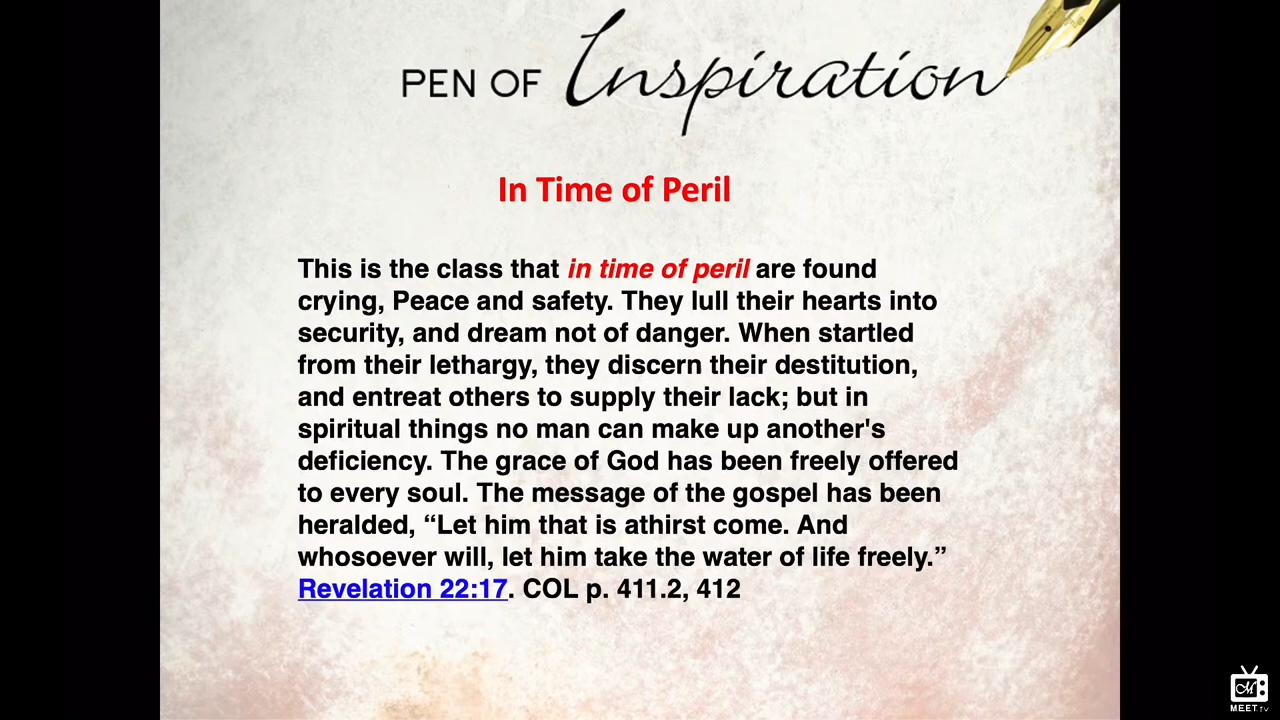 PEN OF Inspiration
In Time of Peril
This is the class that in time of peril are found
crying, Peace and safety. They lull their hearts into
security, and dream not of danger. When startled
from their lethargy, they discern their destitution,
and entreat others to supply their lack; but in
spiritual things no man can make up another's
deficiency. The grace of God has been freely offered
to every soul. The message of the gospel has been
heralded, “Let him that is athirst come. And
whosoever will, let him take the water of life freely.”
Revelation 22:17. COL p. 411.2, 412
M
MEET.TV